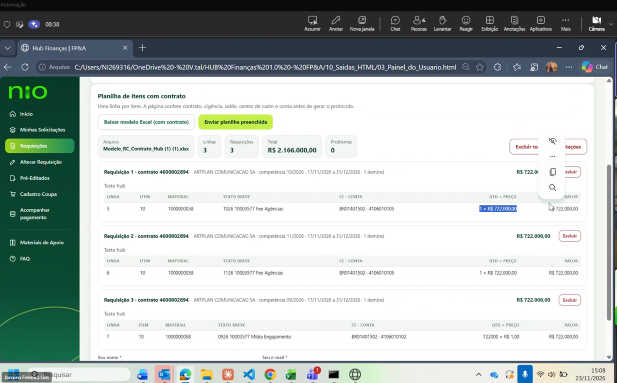 Automação
08:38
Assumir
Anotar
Nova janela
Chat
6
Pessoas
Levantar
Reagir
Exibição
Anotações
Aplicativos
Mais
Câmera
Hub Finanças | FP&A
Arquivo C:/Users/NI269316/OneDrive%20-%20V.tal/HUB%20Finanças%201.0%20-%20FP&A/10_Saidas_HTML/03_Painel_do_Usuario.html
Chat
nio
Início
Minhas Solicitações
Requisições
Alterar Requisição
Pré-Editados
Cadastro Coupa
Acompanhar pagamento
Materiais de Apoio
FAQ
Planilha de itens com contrato
Uma linha por item. A página confere contrato, vigência, saldo, centro de custo e conta antes de gerar o protocolo.
Baixar modelo Excel (com contrato)
Enviar planilha preenchida
Arquivo
Modelo_RC_Contrato_Hub (1) (1).xlsx
Linhas
3
Requisições
3
Total
R$ 2.166.000,00
Problemas
0
Requisição 1 - contrato 4600002894 - ARTPLAN COMUNICACAO SA - competência 10/2026 - 17/11/2026 a 31/12/2026 · 1 item(ns)
Teste hub
LINHA ITEM MATERIAL TEXTO BREVE CC · CONTA QTD × PREÇO VALOR
5 10 1000000058 1026 10003577 Fee Agências BR01401502 · 4106010105 1 × R$ 722.000,00 R$ 722.000,00
Requisição 2 - contrato 4600002894 - ARTPLAN COMUNICACAO SA - competência 11/2026 - 17/11/2026 a 31/12/2026 · 1 item(ns) R$ 722.000,00 Excluir
Teste hub
LINHA ITEM MATERIAL TEXTO BREVE CC · CONTA QTD × PREÇO VALOR
6 10 1000000058 1126 10003577 Fee Agências BR01401502 · 4106010105 1 × R$ 722.000,00 R$ 722.000,00
Requisição 3 - contrato 4600002894 - ARTPLAN COMUNICACAO SA - competência 09/2026 - 17/11/2026 a 31/12/2026 · 1 item(ns) R$ 722.000,00 Excluir
Teste hub
LINHA ITEM MATERIAL TEXTO BREVE CC · CONTA QTD × PREÇO VALOR
7 10 1000000058 0926 10003577 Mídia Engajamento BR01401502 · 4106010102 722000 × R$ 1,00 R$ 722.000,00
Seu nome *
Seu e-mail *
15:08
23/11/2026